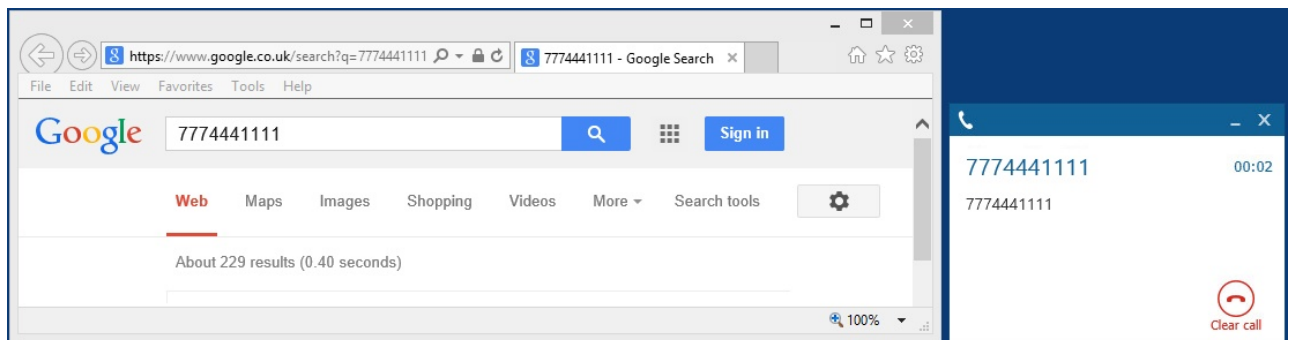 https://www.google.co.uk/search?q=7774441111
7774441111 - Google Search
File Edit View Favorites Tools Help
Google 7774441111 Sign in
Web Maps Images Shopping Videos More Search tools
About 229 results (0.40 seconds)
100%
7774441111 00:02
7774441111
Clear call